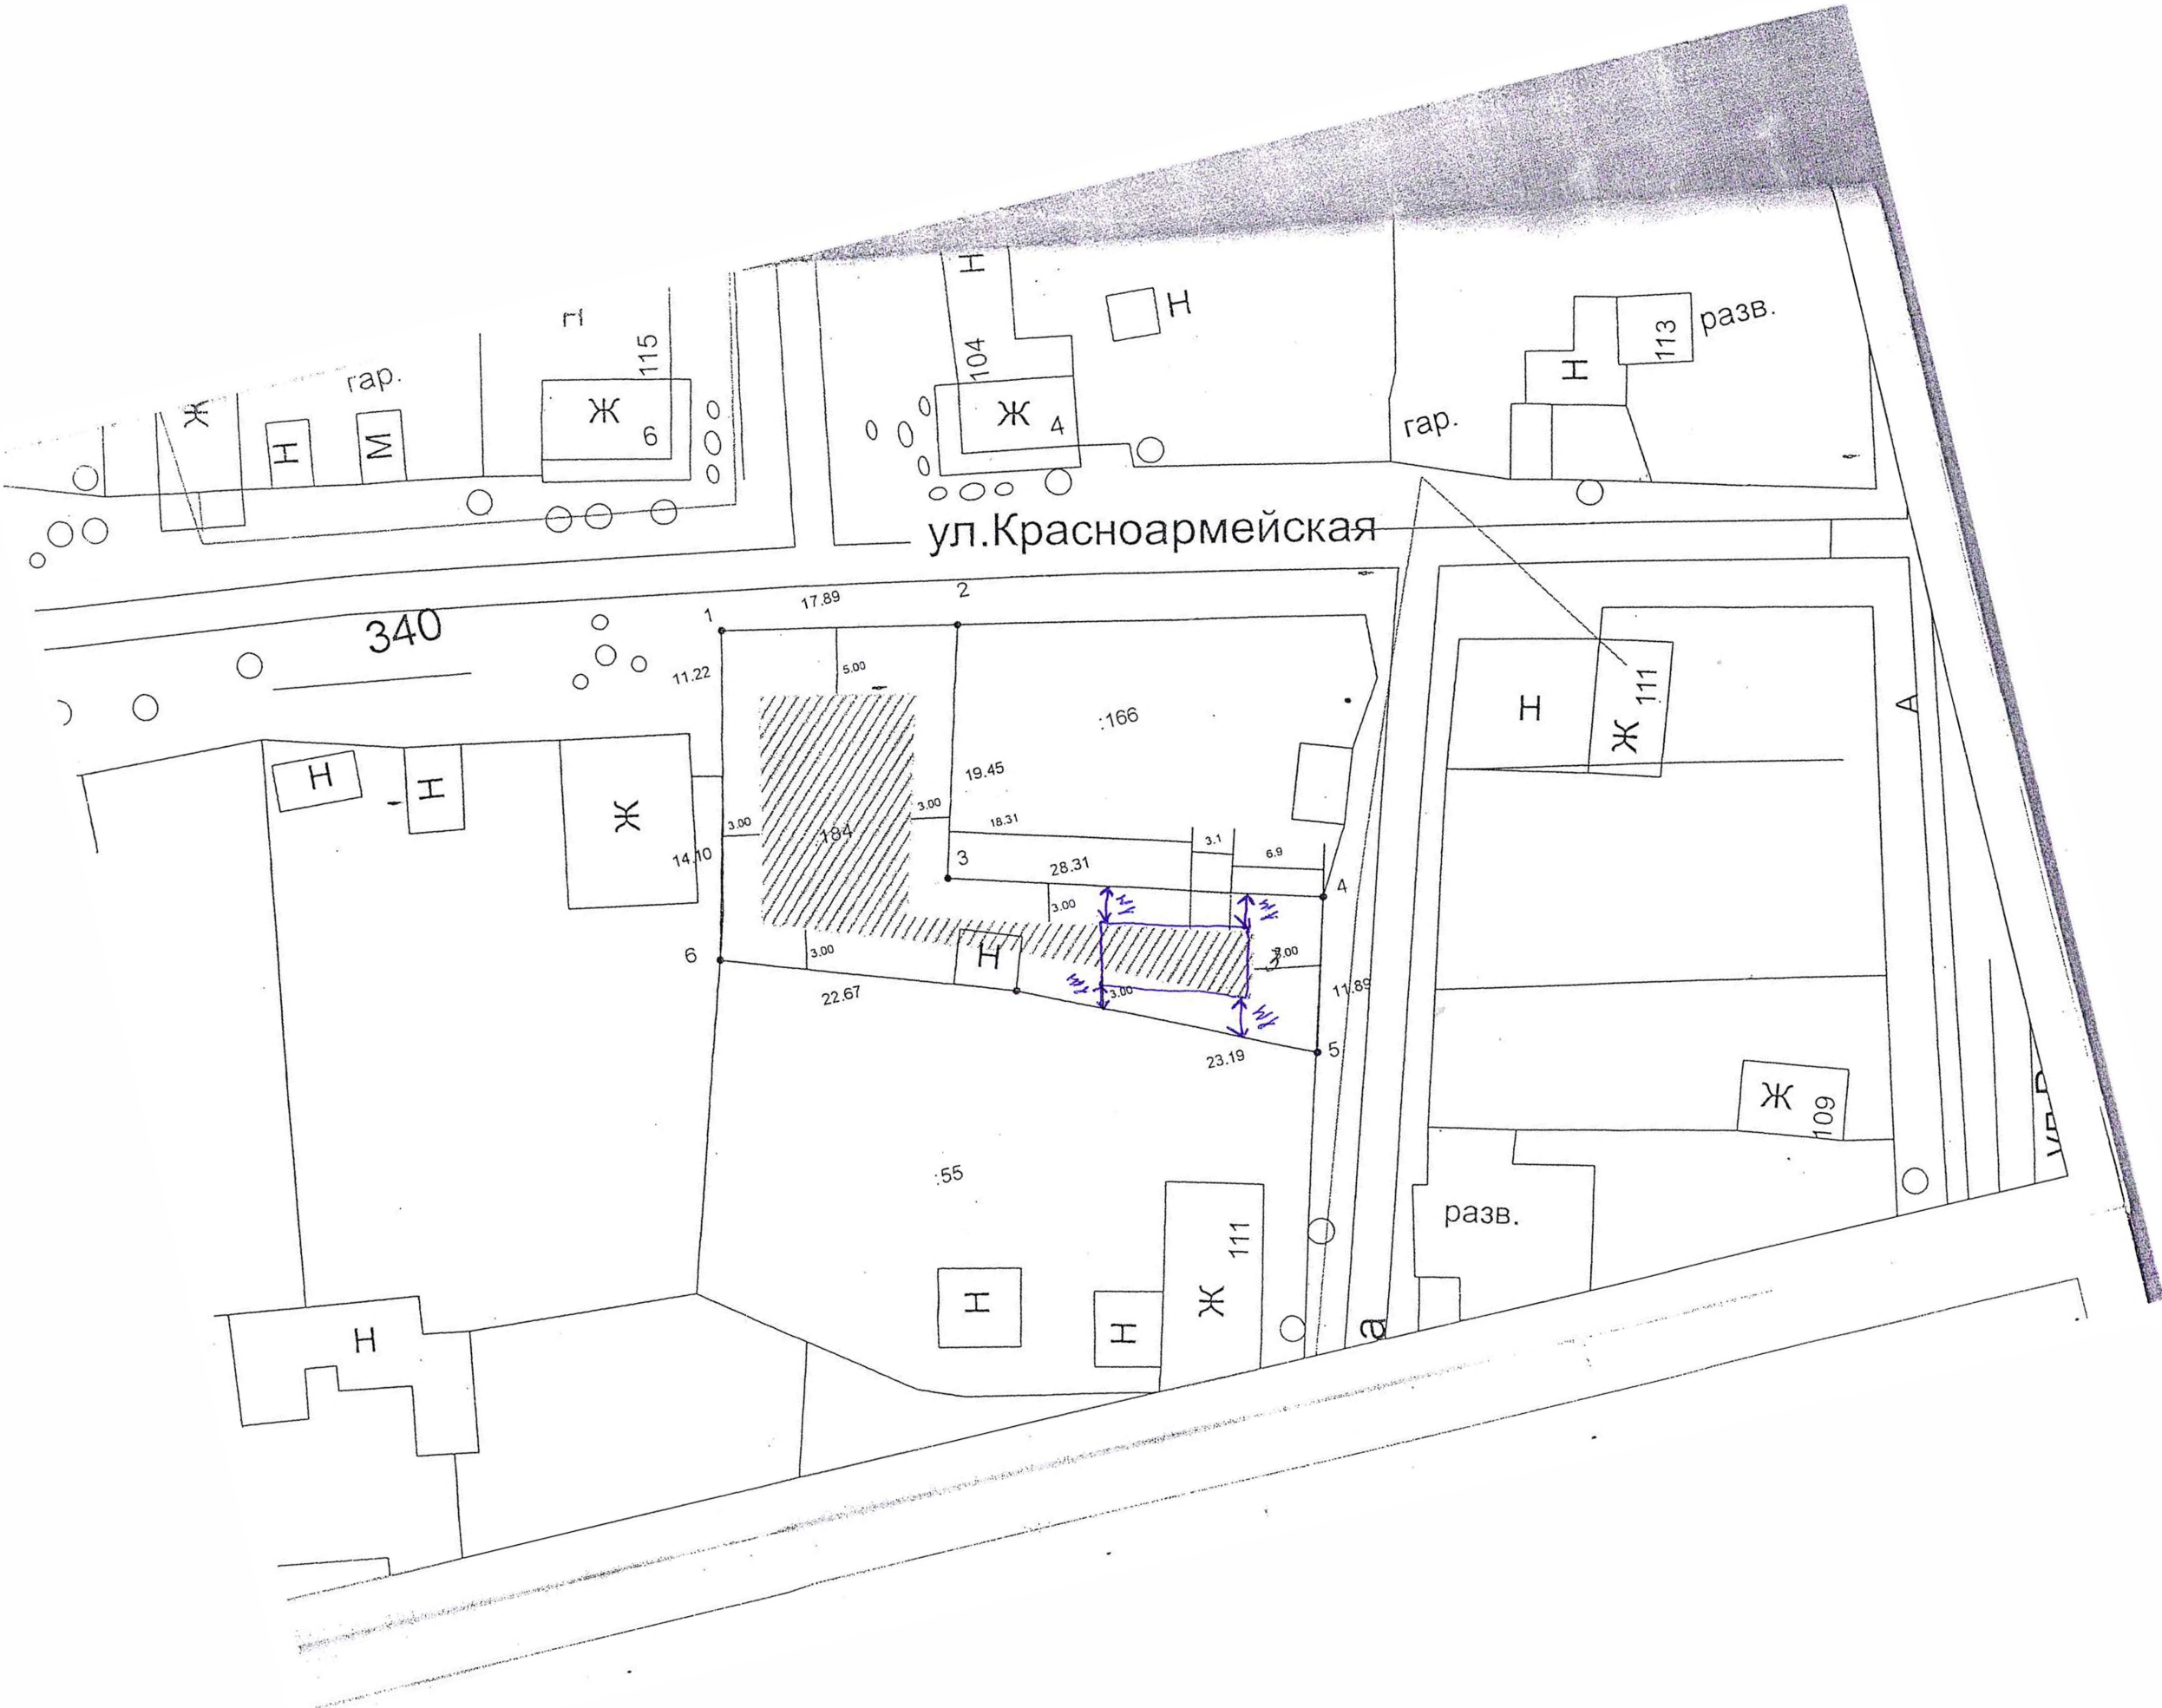 Н
Н
115
104
113
разв.
гар.
Ж
Н
М
Ж
6
Ж
4
Н
гар.
ул.Красноармейская
340
1
17.89
2
11.22
5.00
:166
Н
Ж
111
А
Н
Н
Ж
3.00
184
3.00
19.45
18.31
3.1
6.9
14.10
3
28.31
4
3.00
6
3.00
Н
3.00
3.00
22.67
11.89
23.19
5
:55
Ж
109
разв.
111
Ж
Н
Н
Н
а